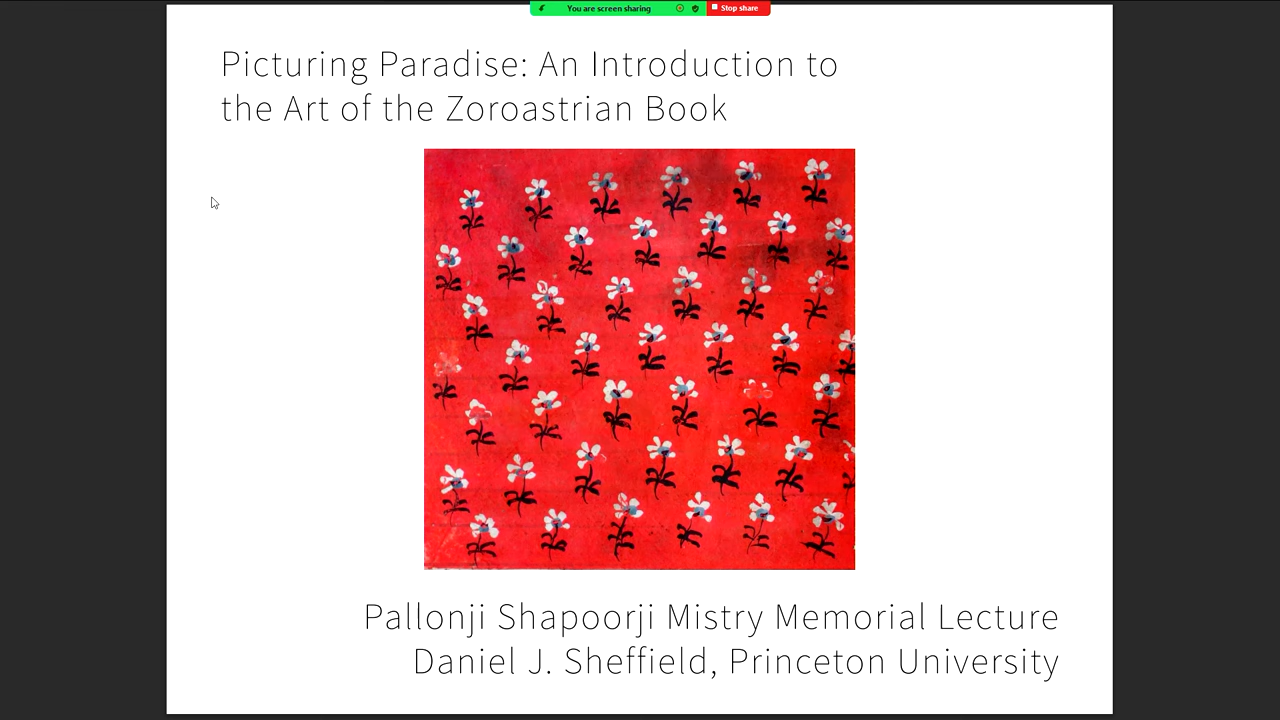 You are screen sharing Stop share
Picturing Paradise: An Introduction to
the Art of the Zoroastrian Book
Pallonji Shapoorji Mistry Memorial Lecture
Daniel J. Sheffield, Princeton University